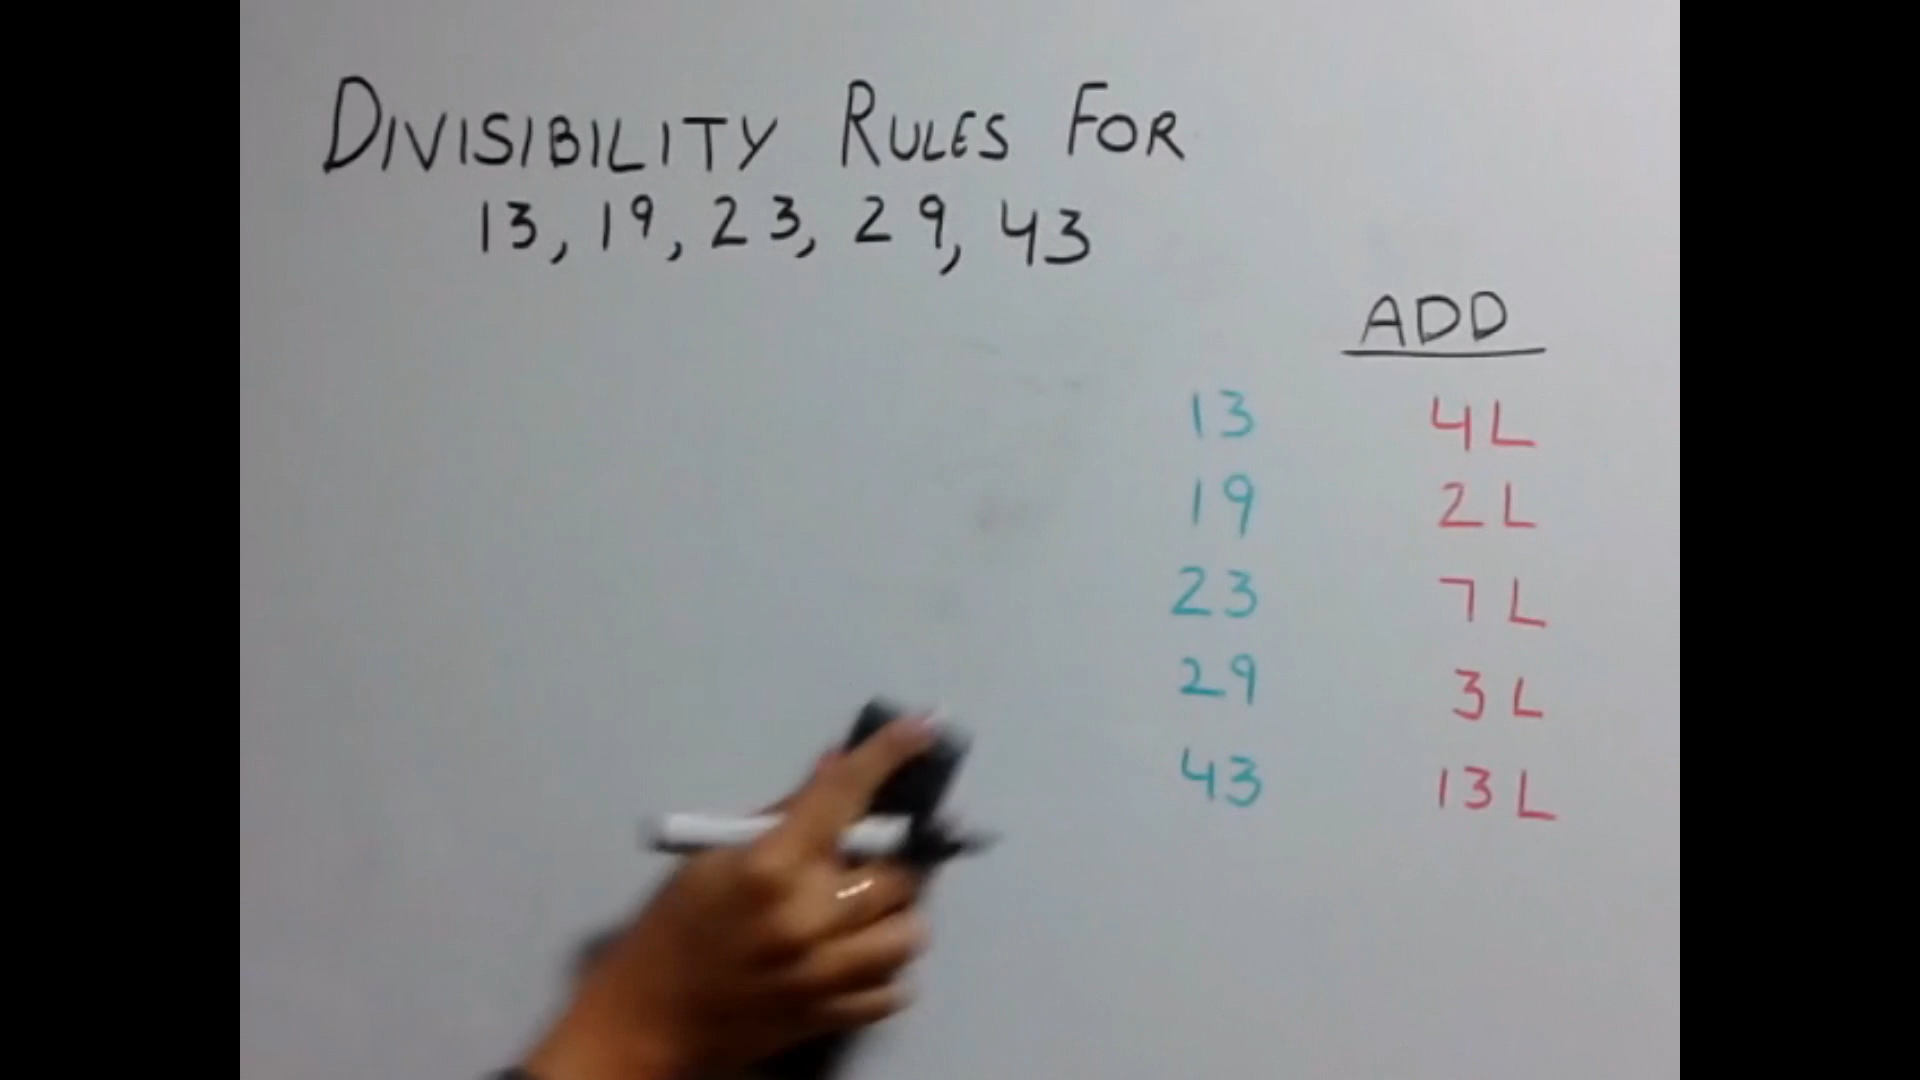 DIVISIBILITY RULES FOR
13, 19, 23, 29, 43
ADD
13 4L
19 2L
23 7L
29 3L
43 13L